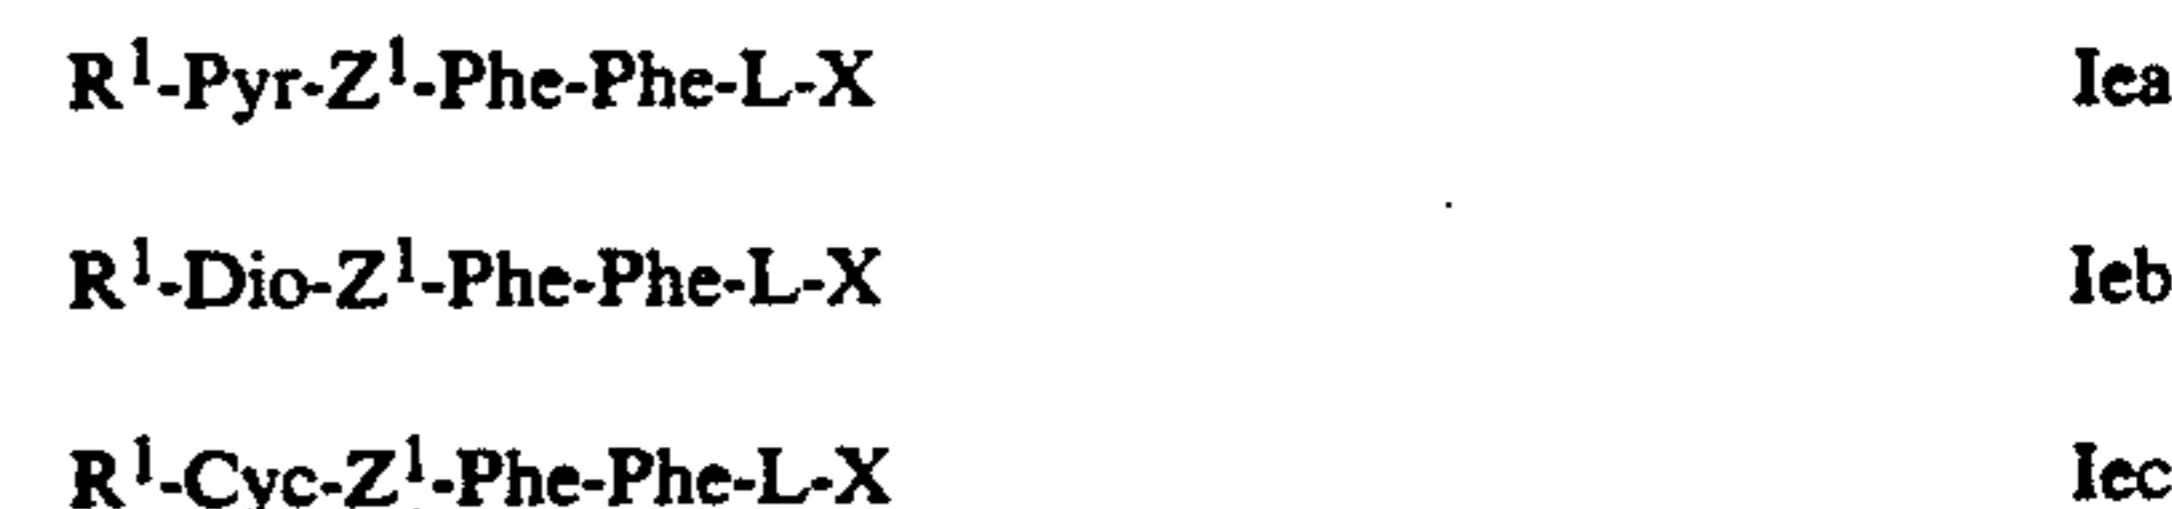 R¹-Pyr-Z¹-Phe-Phe-L-X Iea
R¹-Dio-Z¹-Phe-Phe-L-X Ieb
R¹-Cyc-Z¹-Phe-Phe-L-X Iec